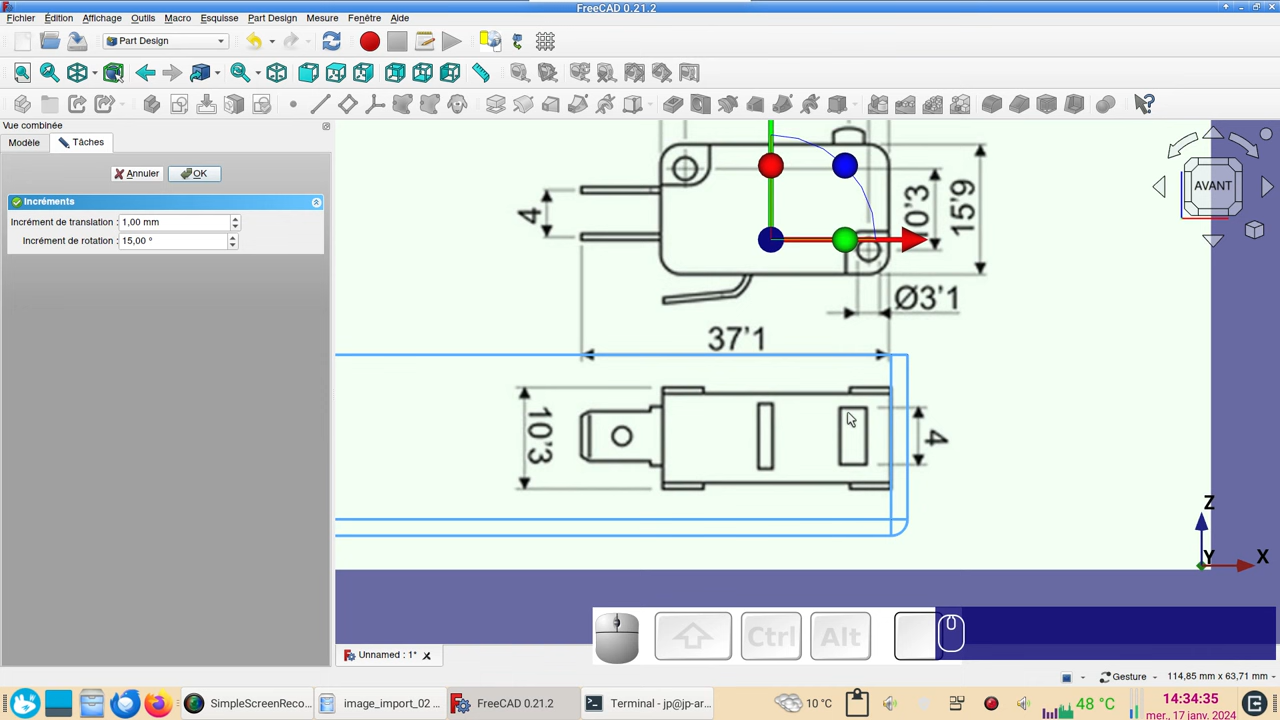 FreeCAD 0.21.2
Fichier Édition Affichage Outils Macro Esquisse Part Design Mesure Fenêtre Aide
Part Design
Vue combinée
Modèle Tâches
Annuler OK
Incréments
Incrément de translation : 1,00 mm
Incrément de rotation : 15,00 °
AVANT
4
10'3
15'9
Ø3'1
37'1
10'3
4
Z
Y
X
Ctrl Alt
Unnamed : 1*
Gesture 114,85 mm x 63,71 mm
SimpleScreenReco...
image_import_02 ...
FreeCAD 0.21.2
Terminal - jp@jp-ar...
10 °C
48 °C
14:34:35
mer., 17 janv. 2024